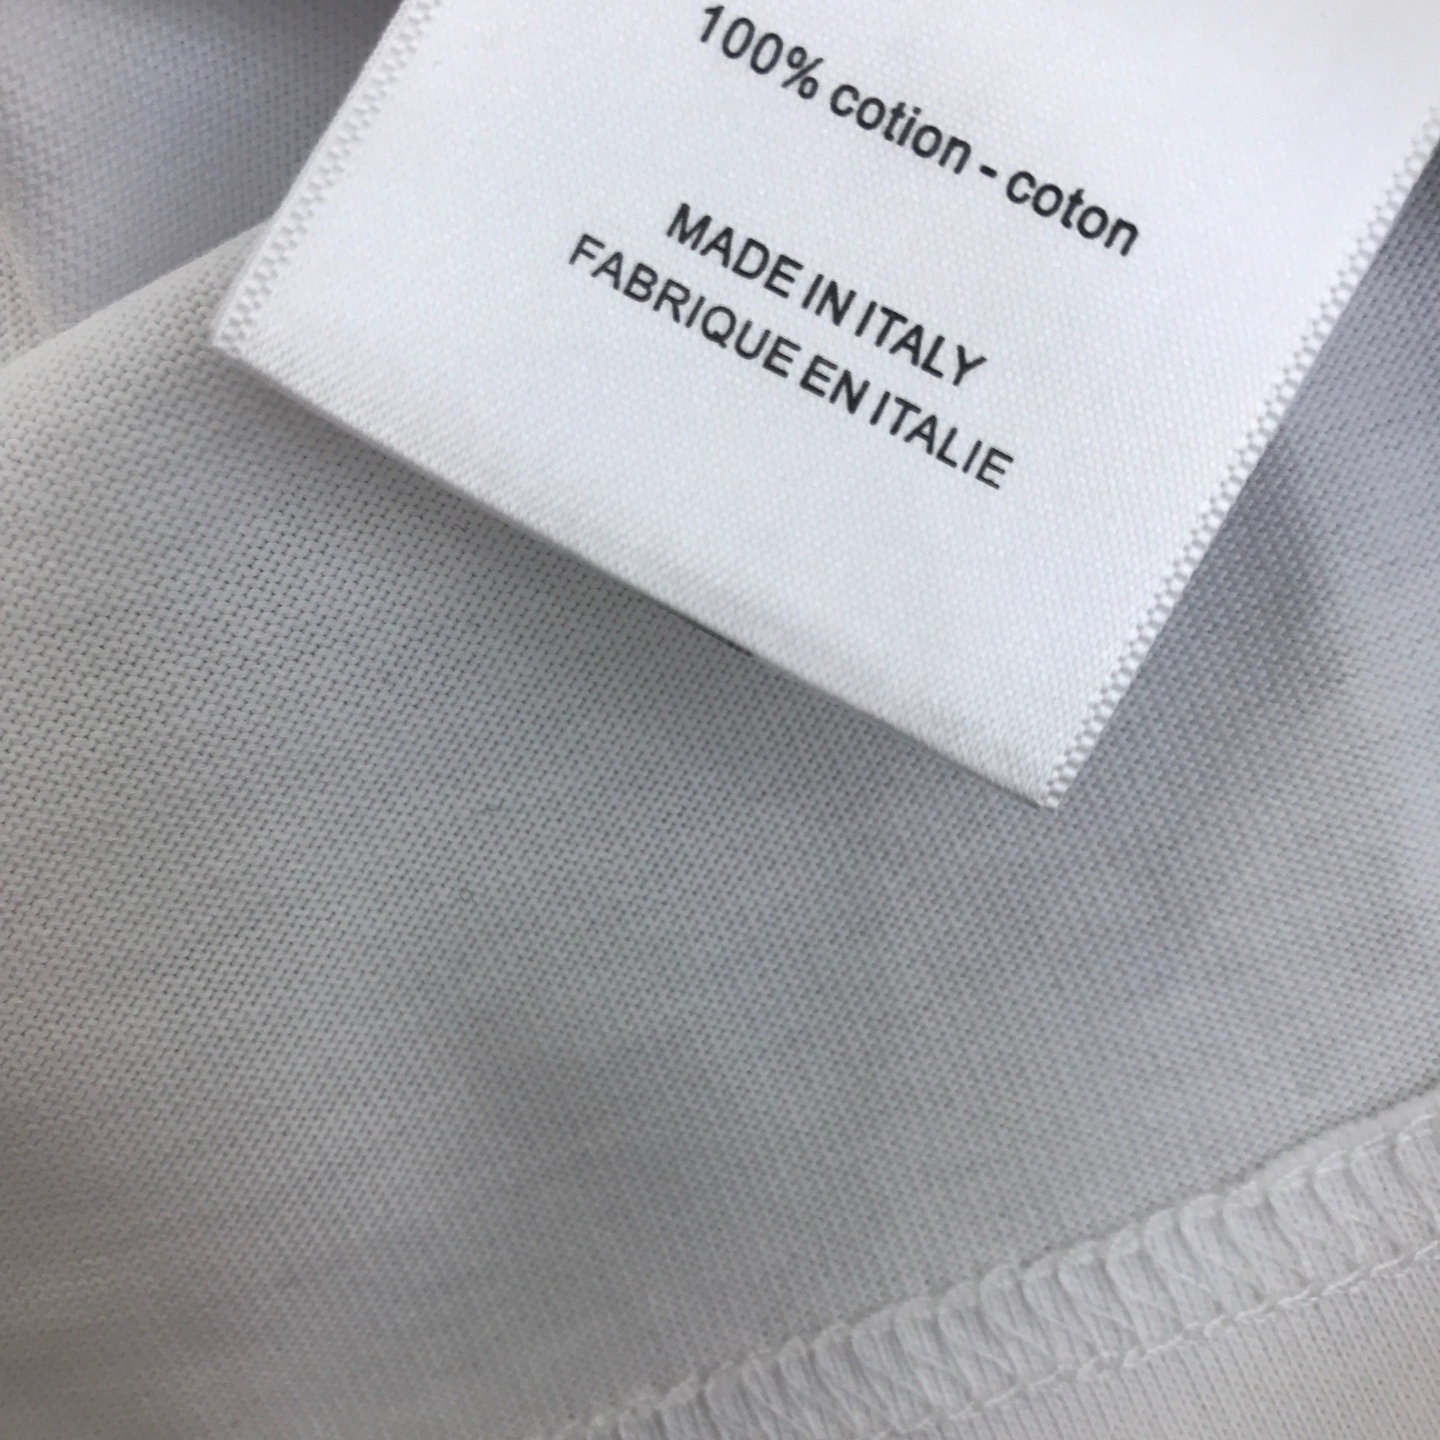 100% cotion - coton
MADE IN ITALY
FABRIQUE EN ITALIE